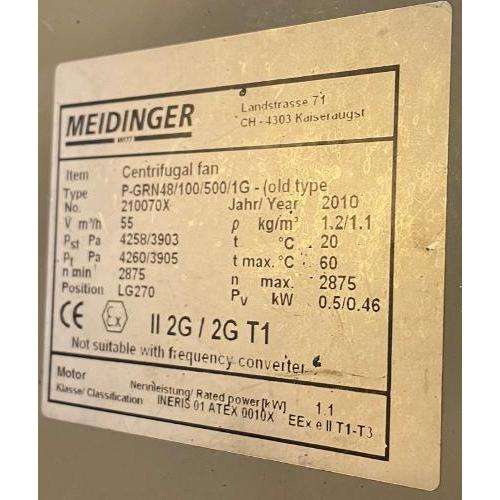 MEIDINGER
Landstrasse 71
CH - 4303 Kaiseraugst
Item Centrifugal fan
Type P-GRN48/100/500/1G - (old type
No. 210070X Jahr/ Year 2010
V m³/h 55 ρ kg/m³ 1.2/1.1
Pst Pa 4258/3903 t °C 20
Pt Pa 4260/3905 t max. °C 60
n min 2875 n max. 2875
Position LG270 Pv kW 0.5/0.46
CE Ex II 2G / 2G T1
Not suitable with frequency converter
Motor Nennleistung/ Rated power[kW] 1.1
Klasse/ Classification INERIS 01 ATEX 0010X EEx e II T1-T3